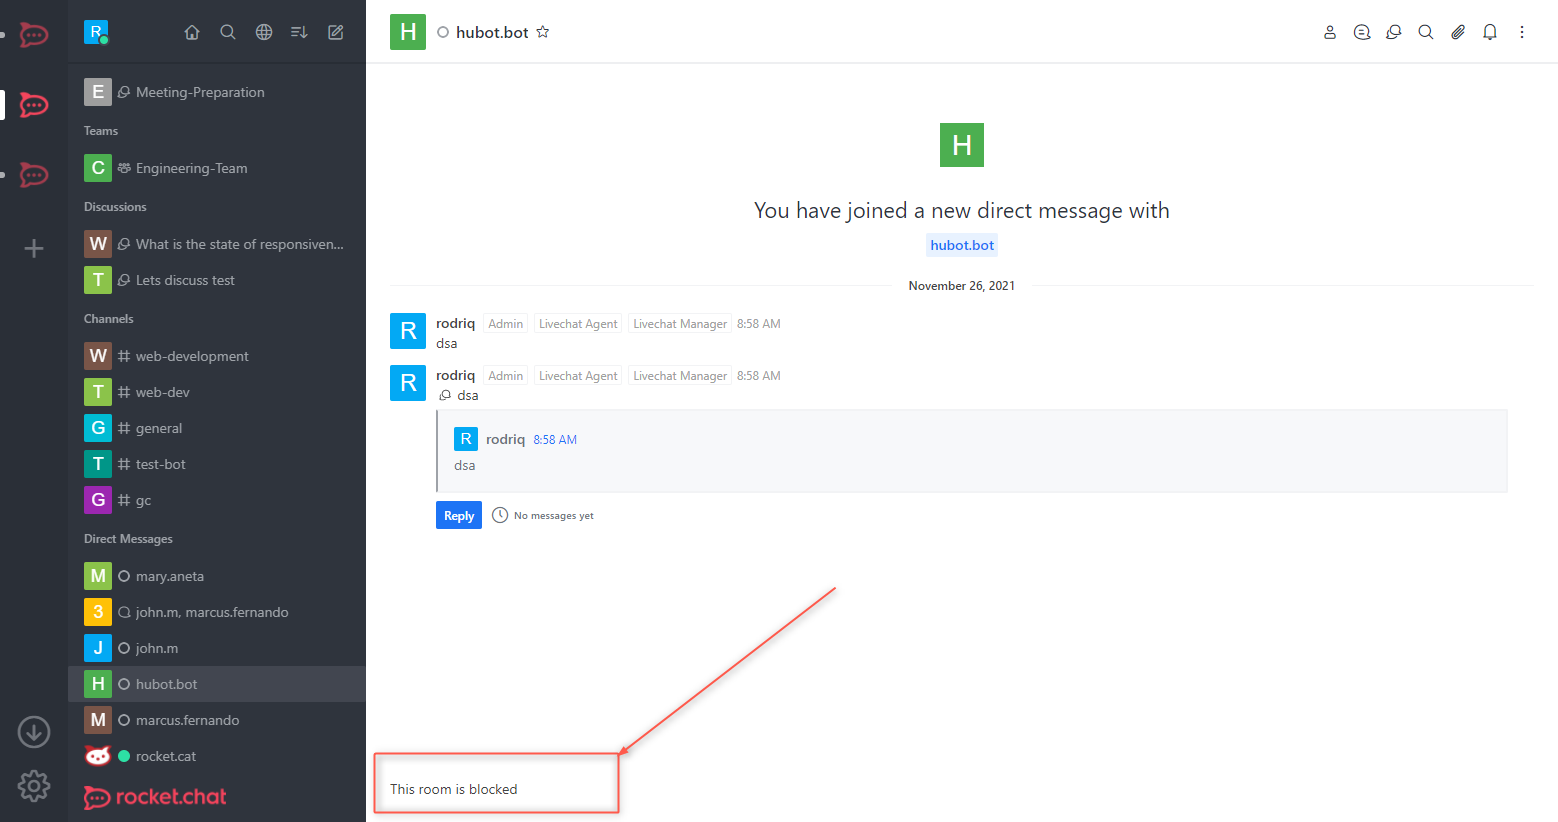 R
E Meeting-Preparation
Teams
C Engineering-Team
Discussions
W What is the state of responsiven...
T Lets discuss test
Channels
W # web-development
T # web-dev
G # general
T # test-bot
G # gc
Direct Messages
M mary.aneta
3 john.m, marcus.fernando
J john.m
H hubot.bot
M marcus.fernando
rocket.cat
rocket.chat
H hubot.bot
H
You have joined a new direct message with
hubot.bot
November 26, 2021
R rodriq Admin Livechat Agent Livechat Manager 8:58 AM
dsa
R rodriq Admin Livechat Agent Livechat Manager 8:58 AM
dsa
R rodriq 8:58 AM
dsa
Reply No messages yet
This room is blocked